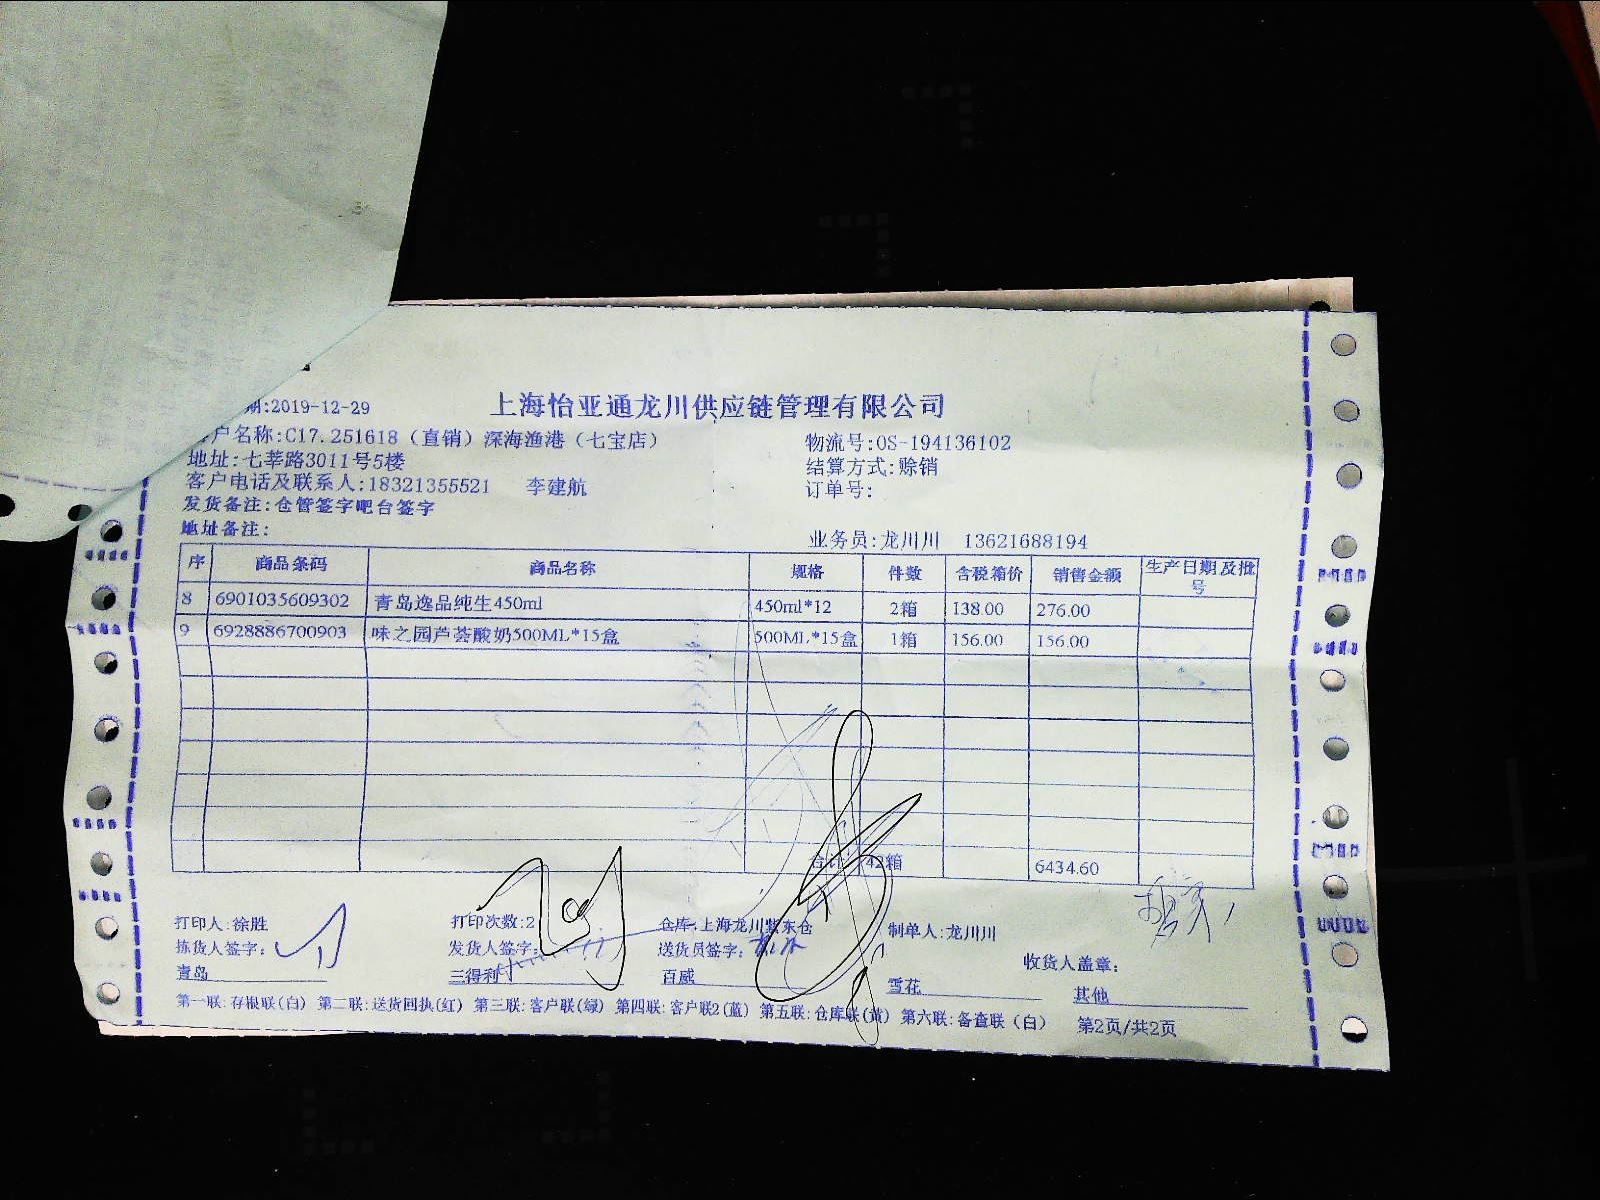 期:2019-12-29 上海怡亚通龙川供应链管理有限公司
户名称:C17.251618（直销）深海渔港（七宝店） 物流号:OS-194136102
地址:七莘路3011号5楼 结算方式:赊销
客户电话及联系人:18321355521 李建航 订单号:
发货备注:仓管签字吧台签字
地址备注: 业务员:龙川川 13621688194
序 商品条码 商品名称 规格 件数 含税箱价 销售金额 生产日期及批号
8 6901035609302 青岛逸品纯生450ml 450ml*12 2箱 138.00 276.00
9 6928886700903 味之园芦荟酸奶500ML*15盒 500ML*15盒 1箱 156.00 156.00
合计 42箱 6434.60
打印人:徐胜 打印次数:2 仓库:上海龙川紫东仓 制单人:龙川川
拣货人签字: 发货人签字: 送货员签字: 收货人盖章:
青岛 三得利 百威 雪花 其他
第一联:存根联(白) 第二联:送货回执(红) 第三联:客户联(绿) 第四联:客户联2(蓝) 第五联:仓库联(黄) 第六联:备查联（白） 第2页/共2页